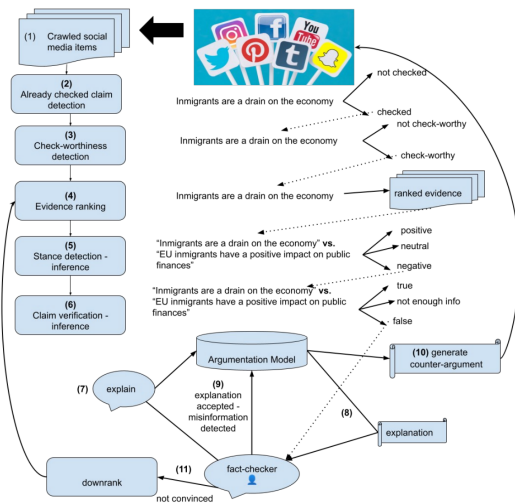 (1) Crawled social
media items
You
Tube
(2)
Already checked claim
detection
(3)
Check-worthiness
detection
(4)
Evidence ranking
(5)
Stance detection -
inference
(6)
Claim verification -
inference
not checked
Inmigrants are a drain on the economy
checked
not check-worthy
Inmigrants are a drain on the economy
check-worthy
Inmigrants are a drain on the economy
ranked evidence
positive
"Inmigrants are a drain on the economy" vs.
"EU inmigrants have a positive impact on public
finances"
neutral
negative
"Inmigrants are a drain on the economy" vs.
"EU inmigrants have a positive impact on public
finances"
true
not enough info
false
Argumentation Model
(10) generate
counter-argument
(7)
explain
(9)
explanation
accepted -
misinformation
detected
(8)
explanation
fact-checker
(11)
downrank
not convinced